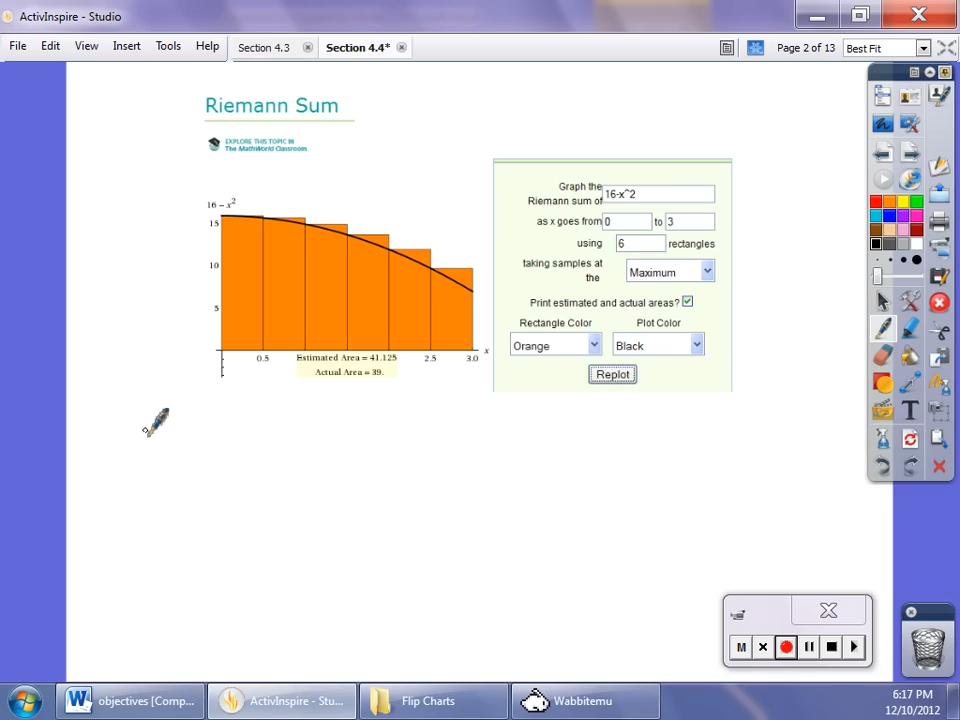 ActivInspire - Studio
File Edit View Insert Tools Help
Section 4.3
Section 4.4*
Page 2 of 13
Best Fit
Riemann Sum
EXPLORE THIS TOPIC IN
The MathWorld Classroom
16 − x²
15
10
5
0.5
2.5
3.0
x
Estimated Area = 41.125
Actual Area = 39.
Graph the
Riemann sum of
16-x^2
as x goes from 0 to 3
using 6 rectangles
taking samples at
the
Maximum
Print estimated and actual areas?
Rectangle Color Plot Color
Orange Black
Replot
T
M
objectives [Comp...
ActivInspire - Stu...
Flip Charts
Wabbitemu
6:17 PM
12/10/2012